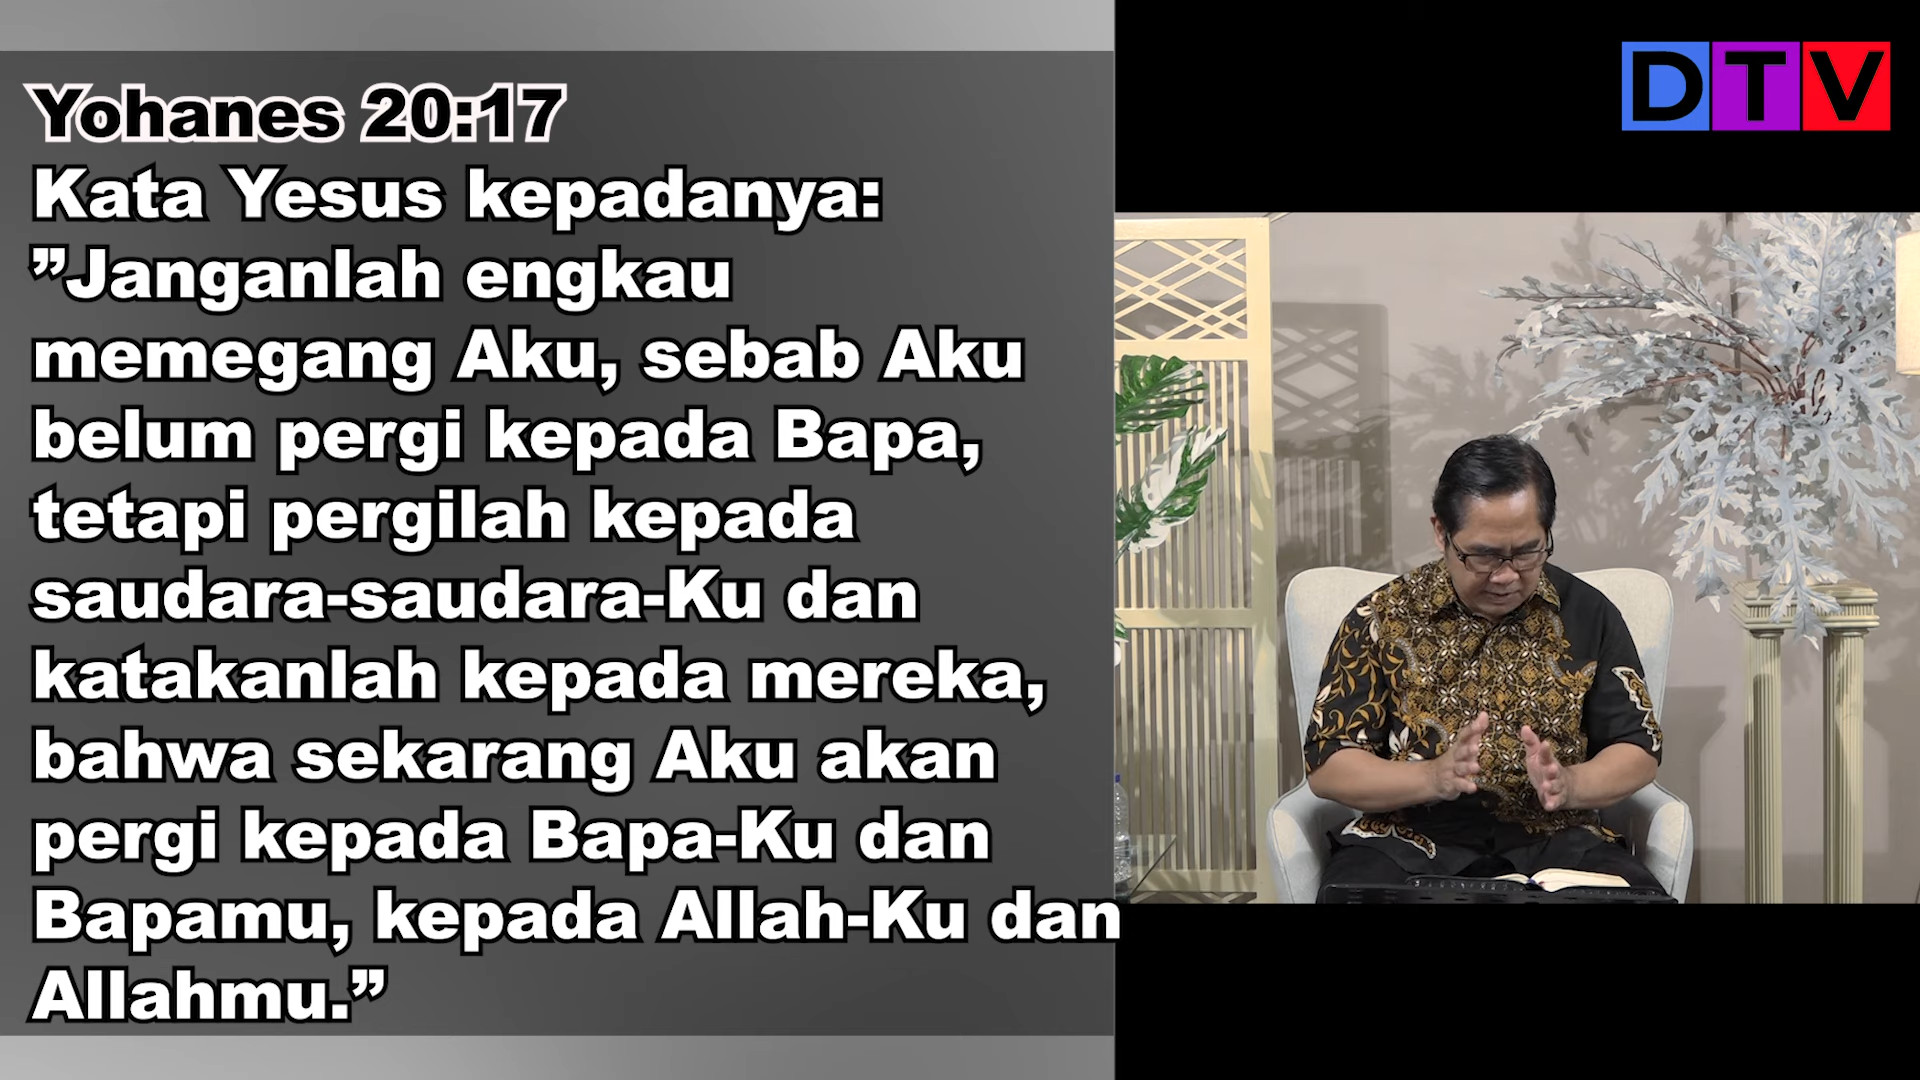 Yohanes 20:17
Kata Yesus kepadanya:
”Janganlah engkau
memegang Aku, sebab Aku
belum pergi kepada Bapa,
tetapi pergilah kepada
saudara-saudara-Ku dan
katakanlah kepada mereka,
bahwa sekarang Aku akan
pergi kepada Bapa-Ku dan
Bapamu, kepada Allah-Ku dan
Allahmu.”
DTV